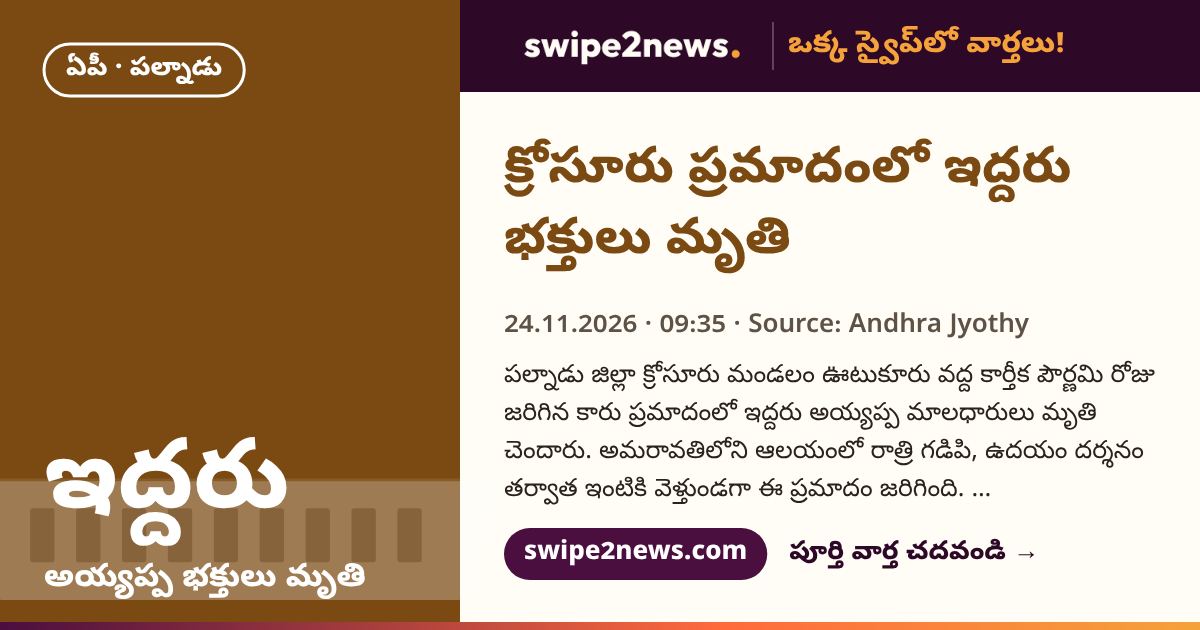 ఏపీ · పల్నాడు
ఇద్దరు
అయ్యప్ప భక్తులు మృతి
swipe2news.
ఒక్క స్వైప్‌లో వార్తలు!
క్రోసూరు ప్రమాదంలో ఇద్దరు
భక్తులు మృతి
24.11.2026 · 09:35 · Source: Andhra Jyothy
పల్నాడు జిల్లా క్రోసూరు మండలం ఊటుకూరు వద్ద కార్తీక పౌర్ణమి రోజు
జరిగిన కారు ప్రమాదంలో ఇద్దరు అయ్యప్ప మాలధారులు మృతి
చెందారు. అమరావతిలోని ఆలయంలో రాత్రి గడిపి, ఉదయం దర్శనం
తర్వాత ఇంటికి వెళ్తుండగా ఈ ప్రమాదం జరిగింది. ...
swipe2news.com
పూర్తి వార్త చదవండి →